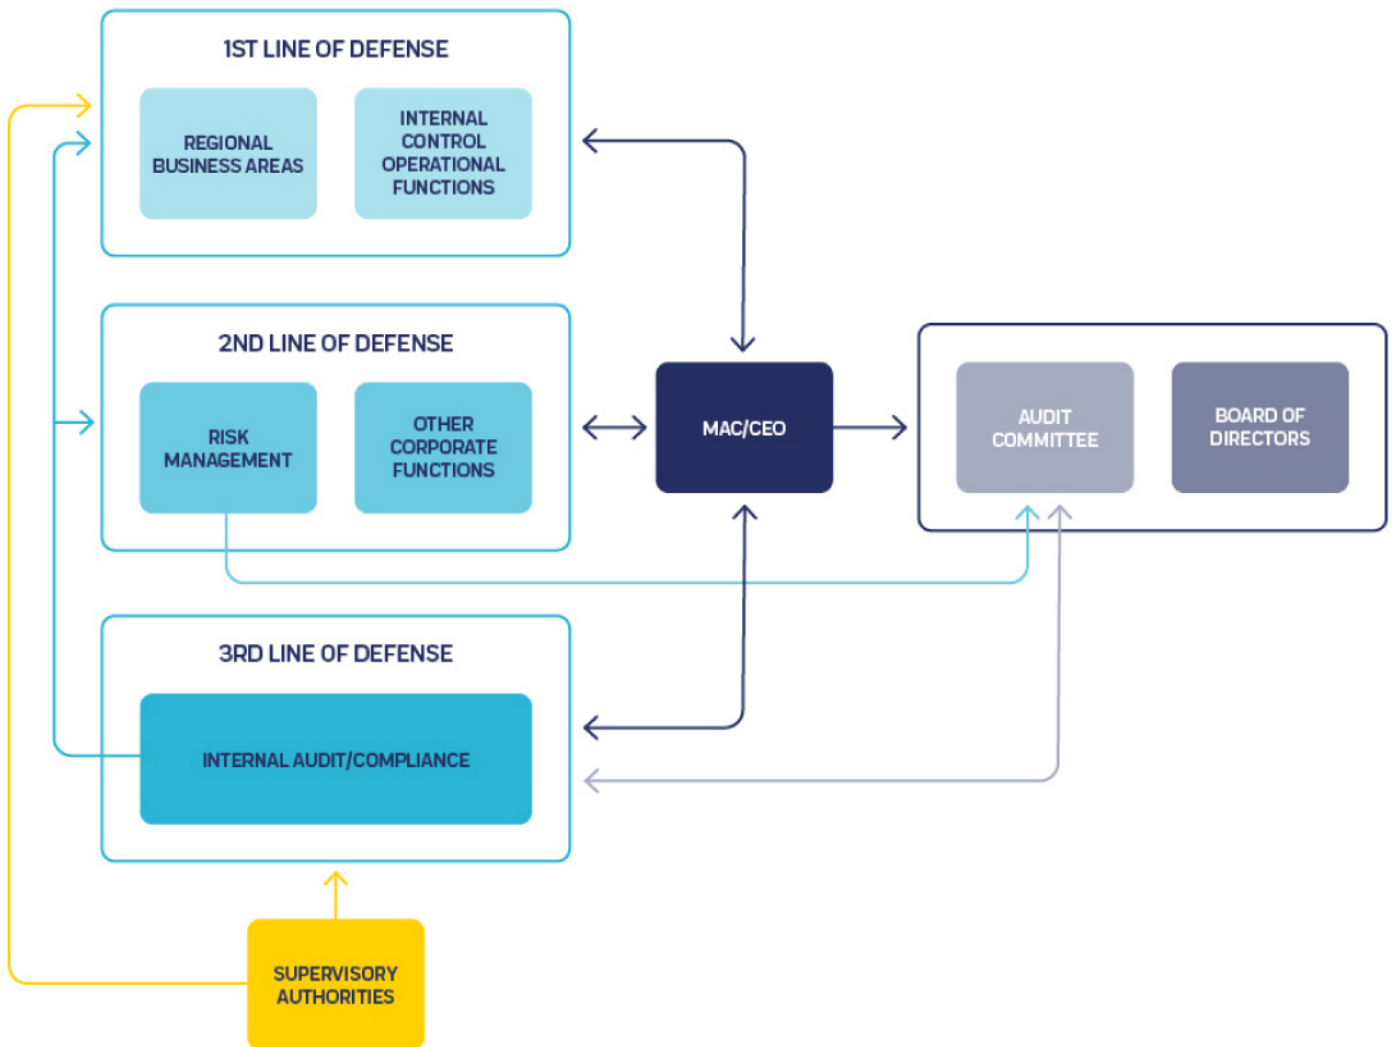 1ST LINE OF DEFENSE
REGIONAL
BUSINESS AREAS
INTERNAL
CONTROL
OPERATIONAL
FUNCTIONS
2ND LINE OF DEFENSE
RISK
MANAGEMENT
OTHER
CORPORATE
FUNCTIONS
MAC/CEO
AUDIT
COMMITTEE
BOARD OF
DIRECTORS
3RD LINE OF DEFENSE
INTERNAL AUDIT/COMPLIANCE
SUPERVISORY
AUTHORITIES